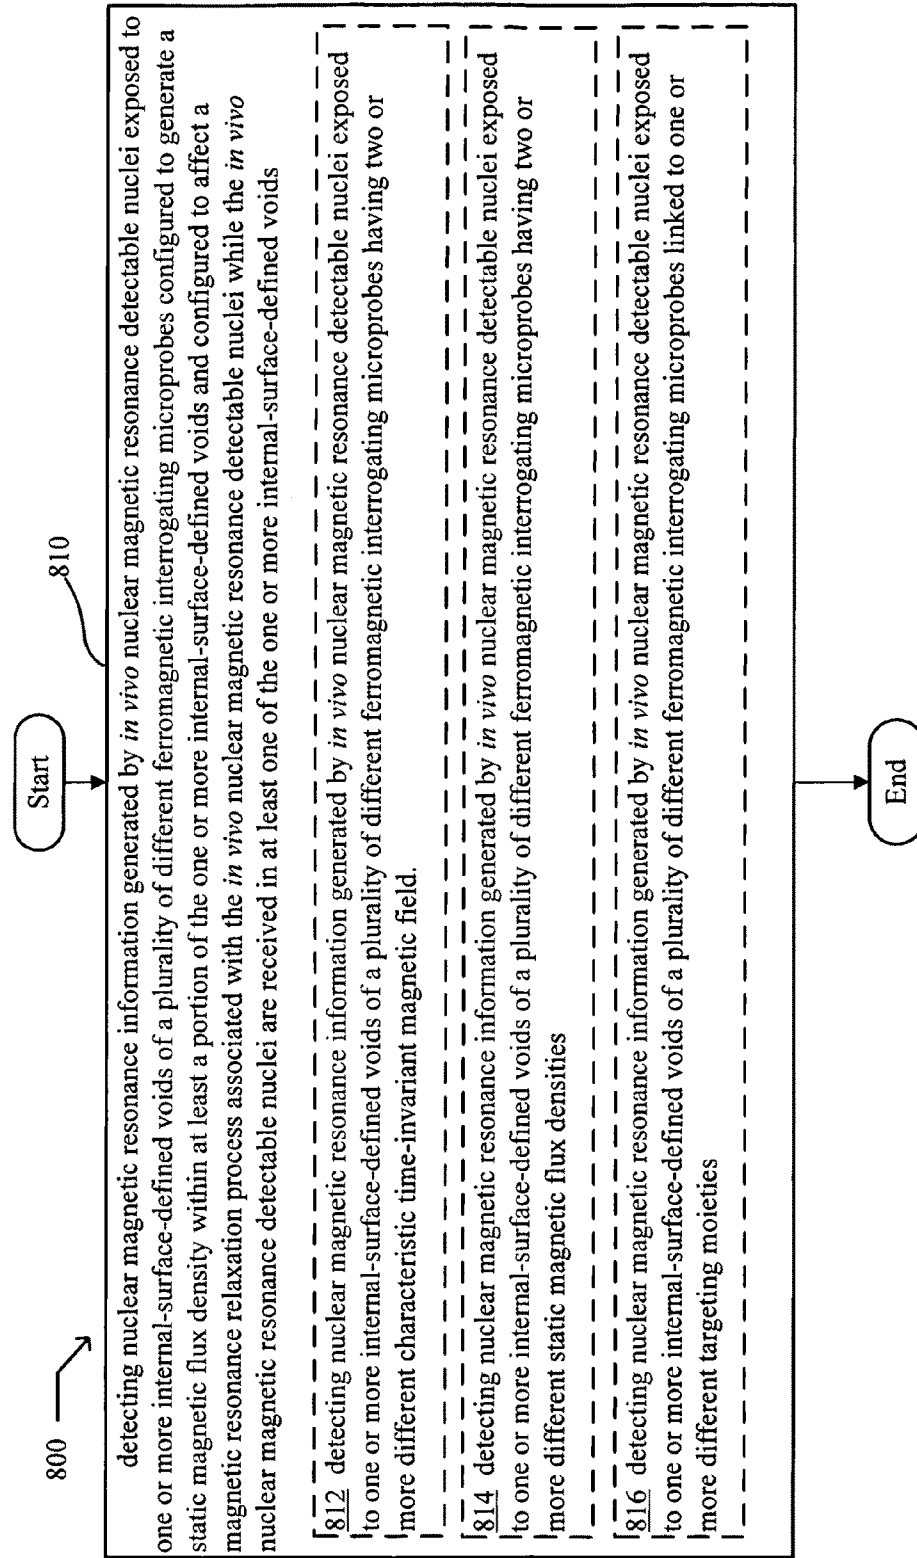 800
Start
810
detecting nuclear magnetic resonance information generated by in vivo nuclear magnetic resonance detectable nuclei exposed to
one or more internal-surface-defined voids of a plurality of different ferromagnetic interrogating microprobes configured to generate a
static magnetic flux density within at least a portion of the one or more internal-surface-defined voids and configured to affect a
magnetic resonance relaxation process associated with the in vivo nuclear magnetic resonance detectable nuclei while the in vivo
nuclear magnetic resonance detectable nuclei are received in at least one of the one or more internal-surface-defined voids
812 detecting nuclear magnetic resonance information generated by in vivo nuclear magnetic resonance detectable nuclei exposed
to one or more internal-surface-defined voids of a plurality of different ferromagnetic interrogating microprobes having two or
more different characteristic time-invariant magnetic field.
814 detecting nuclear magnetic resonance information generated by in vivo nuclear magnetic resonance detectable nuclei exposed
to one or more internal-surface-defined voids of a plurality of different ferromagnetic interrogating microprobes having two or
more different static magnetic flux densities
816 detecting nuclear magnetic resonance information generated by in vivo nuclear magnetic resonance detectable nuclei exposed
to one or more internal-surface-defined voids of a plurality of different ferromagnetic interrogating microprobes linked to one or
more different targeting moieties
End